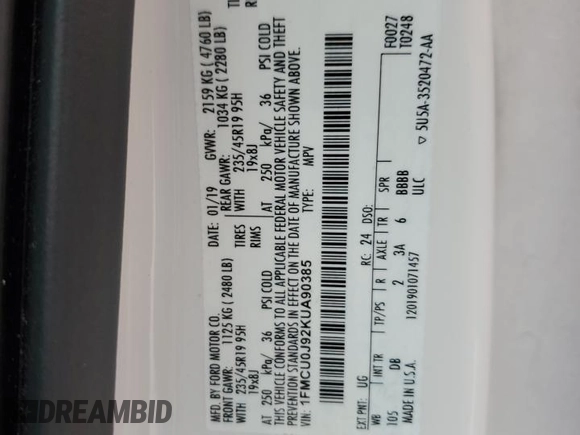 MFD. BY FORD MOTOR CO.
DATE: 01/19 GVWR: 2159 KG ( 4760 LB)
FRONT GAWR: 1125 KG ( 2480 LB) REAR GAWR: 1034 KG ( 2280 LB)
WITH 235/45R19 95H TIRES WITH 235/45R19 95H
19x8J RIMS 19x8J
AT 250 kPa/ 36 PSI COLD AT 250 kPa/ 36 PSI COLD
THIS VEHICLE CONFORMS TO ALL APPLICABLE FEDERAL MOTOR VEHICLE SAFETY AND THEFT
PREVENTION STANDARDS IN EFFECT ON THE DATE OF MANUFACTURE SHOWN ABOVE.
VIN: 1FMCU0J92KUA90385 TYPE: MPV
F0027
T0248
EXT PNT: UG RC: 24 DSO:
WB INT TR TP/PS R AXLE TR SPR
105 DB 2 3A 6 BBBB
MADE IN U.S.A. 1201901071457 ULC
▽ 5U5A-3520472-AA
DREAMBID